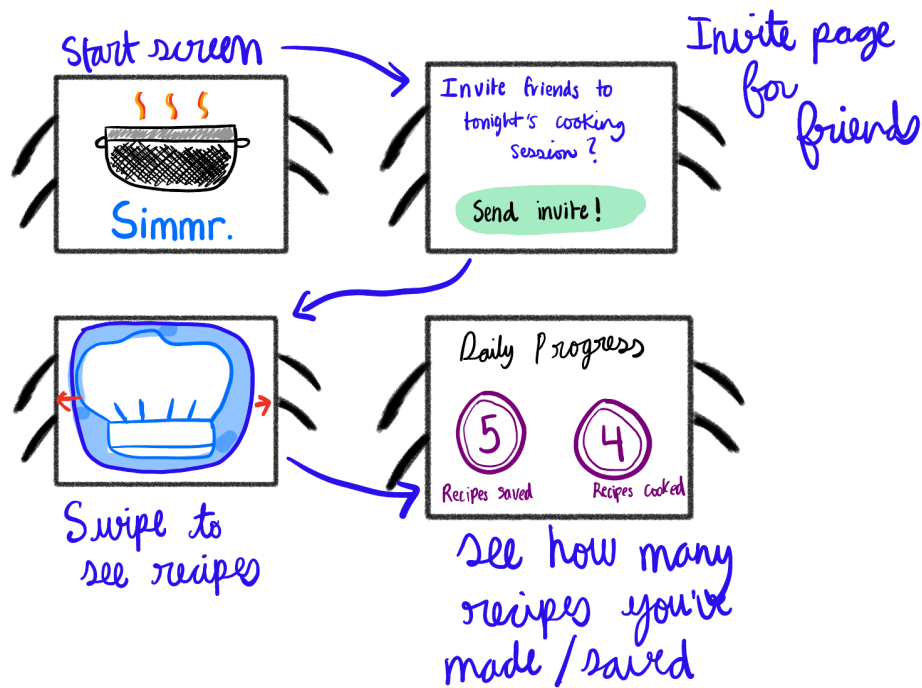 Start screen
Simmr.
Invite page
for
friends
Invite friends to
tonight's cooking
session?
Send invite!
Swipe to
see recipes
Daily Progress
5
4
Recipes saved
Recipes cooked
see how many
recipes you've
made/saved